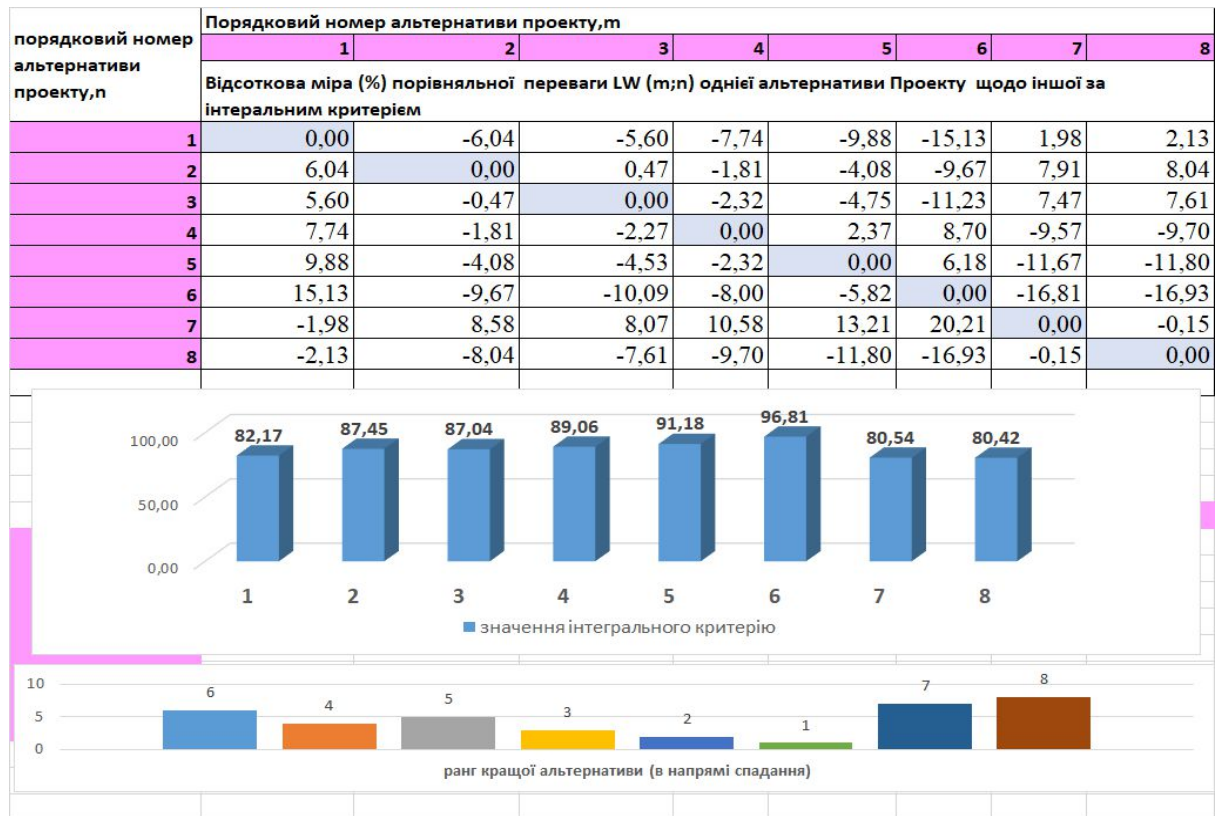 порядковий номер альтернативи проекту,n
Порядковий номер альтернативи проекту,m
1 2 3 4 5 6 7 8
Відсоткова міра (%) порівняльної переваги LW (m;n) однієї альтернативи Проекту щодо іншої за
інтеральним критерієм
1 0,00 -6,04 -5,60 -7,74 -9,88 -15,13 1,98 2,13
2 6,04 0,00 0,47 -1,81 -4,08 -9,67 7,91 8,04
3 5,60 -0,47 0,00 -2,32 -4,75 -11,23 7,47 7,61
4 7,74 -1,81 -2,27 0,00 2,37 8,70 -9,57 -9,70
5 9,88 -4,08 -4,53 -2,32 0,00 6,18 -11,67 -11,80
6 15,13 -9,67 -10,09 -8,00 -5,82 0,00 -16,81 -16,93
7 -1,98 8,58 8,07 10,58 13,21 20,21 0,00 -0,15
8 -2,13 -8,04 -7,61 -9,70 -11,80 -16,93 -0,15 0,00
82,17 87,45 87,04 89,06 91,18 96,81 80,54 80,42
100,00
50,00
0,00
1 2 3 4 5 6 7 8
значення інтегрального критерію
10
5
0
6 4 5 3 2 1 7 8
ранг кращої альтернативи (в напрямі спадання)